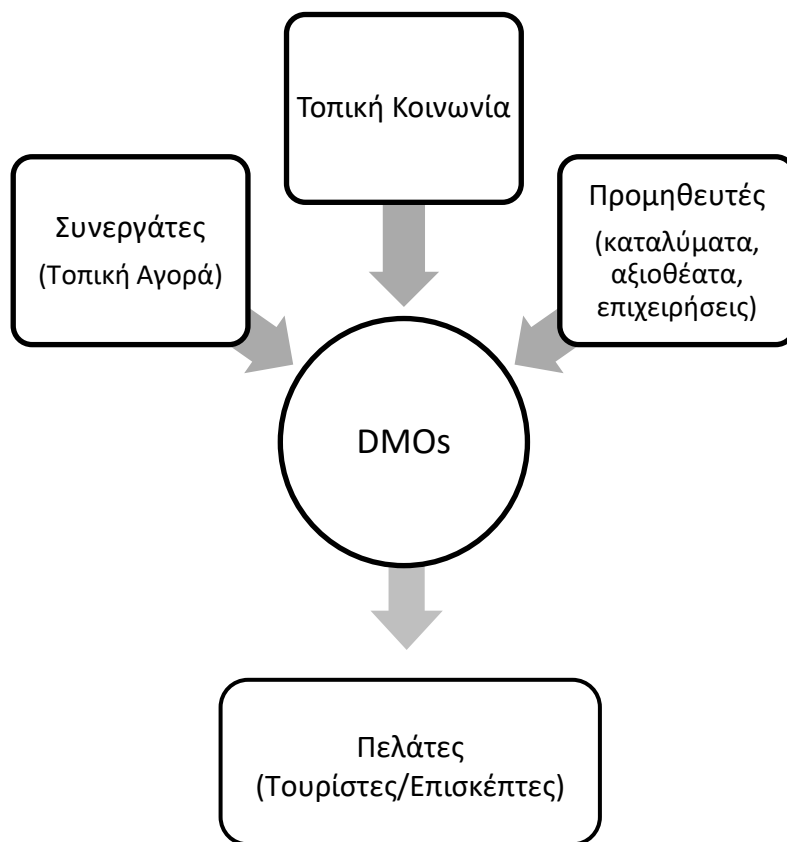 Τοπική Κοινωνία
Συνεργάτες
(Τοπική Αγορά)
Προμηθευτές
(καταλύματα,
αξιοθέατα,
επιχειρήσεις)
DMOs
Πελάτες
(Τουρίστες/Επισκέπτες)